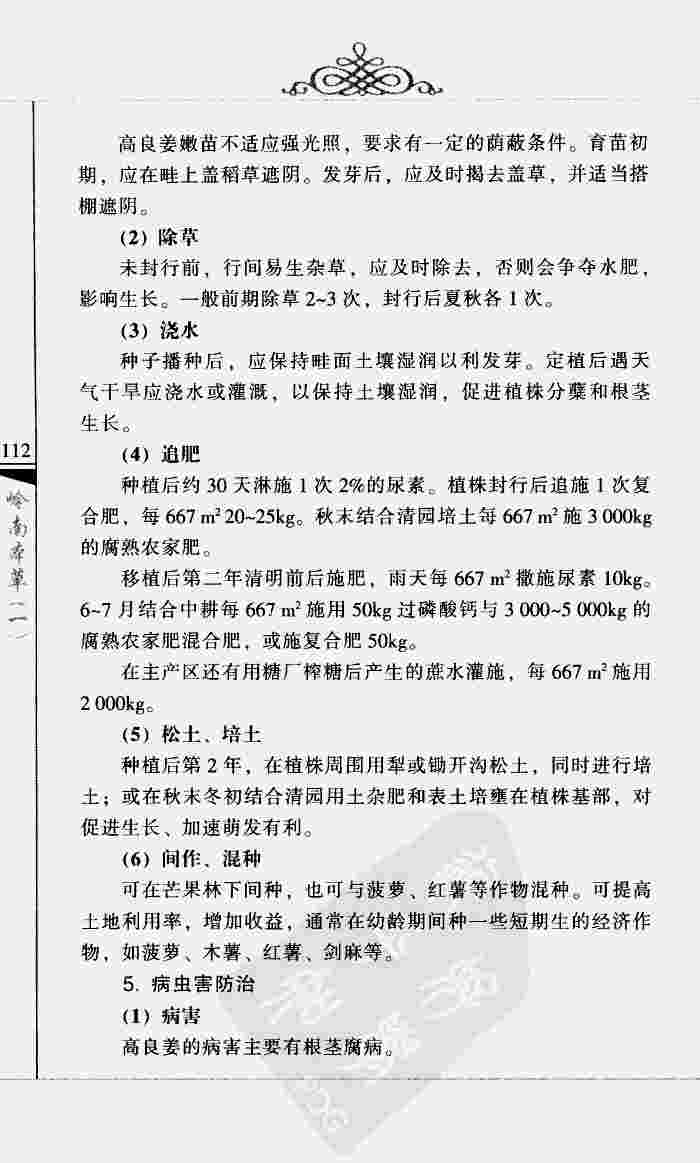 高良姜嫩苗不适应强光照，要求有一定的荫蔽条件。育苗初
期，应在畦上盖稻草遮阴。发芽后，应及时揭去盖草，并适当搭
棚遮阴。
（2）除草
未封行前，行间易生杂草，应及时除去，否则会争夺水肥，
影响生长。一般前期除草 2~3 次，封行后夏秋各 1 次。
（3）浇水
种子播种后，应保持畦面土壤湿润以利发芽。定植后遇天
气干旱应浇水或灌溉，以保持土壤湿润，促进植株分蘖和根茎
生长。
112
（4）追肥
种植后约 30 天淋施 1 次 2%的尿素。植株封行后追施 1 次复
合肥，每 667 m² 20~25kg。秋末结合清园培土每 667 m² 施 3 000kg
的腐熟农家肥。
岭南本草（二）
移植后第二年清明前后施肥，雨天每 667 m² 撒施尿素 10kg。
6~7 月结合中耕每 667 m² 施用 50kg 过磷酸钙与 3 000~5 000kg 的
腐熟农家肥混合肥，或施复合肥 50kg。
在主产区还有用糖厂榨糖后产生的蔗水灌施，每 667 m² 施用
2 000kg。
（5）松土、培土
种植后第 2 年，在植株周围用犁或锄开沟松土，同时进行培
土；或在秋末冬初结合清园用土杂肥和表土培壅在植株基部，对
促进生长、加速萌发有利。
（6）间作、混种
可在芒果林下间种，也可与菠萝、红薯等作物混种。可提高
土地利用率，增加收益，通常在幼龄期间种一些短期生的经济作
物，如菠萝、木薯、红薯、剑麻等。
5. 病虫害防治
（1）病害
高良姜的病害主要有根茎腐病。